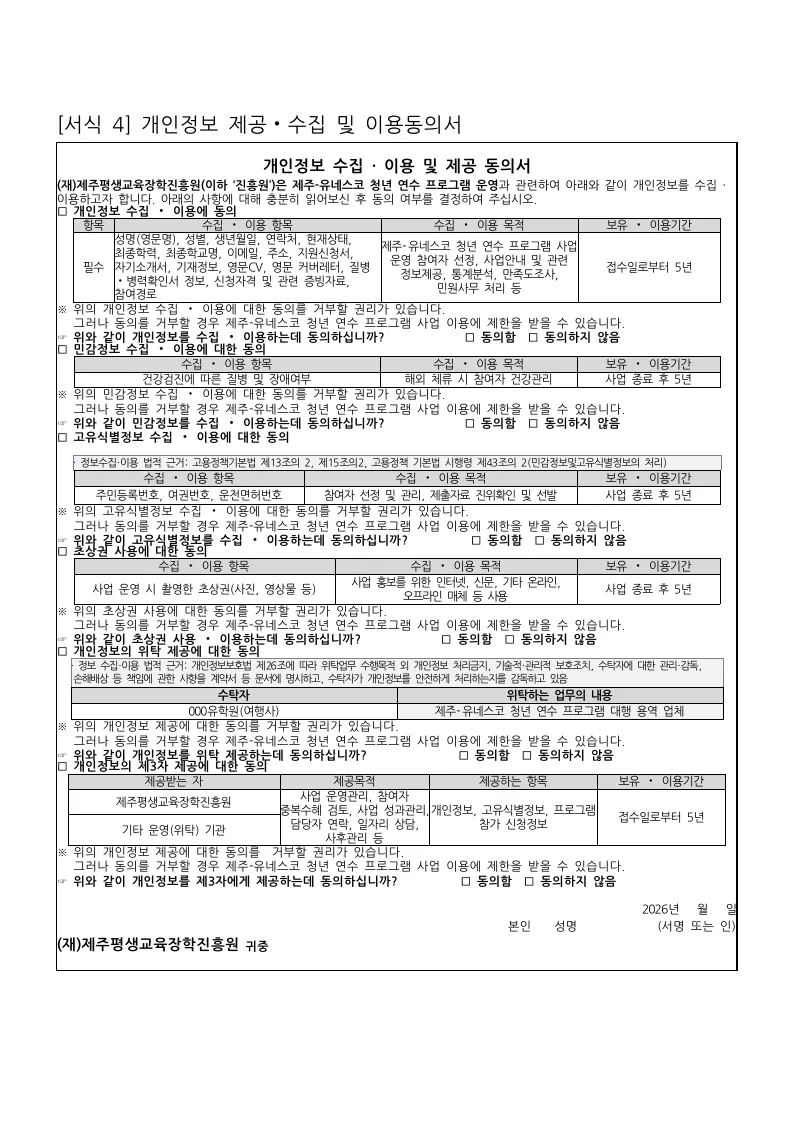 [서식 4] 개인정보 제공·수집 및 이용동의서
개인정보 수집 · 이용 및 제공 동의서
(재)제주평생교육장학진흥원(이하 '진흥원')은 제주-유네스코 청년 연수 프로그램 운영과 관련하여 아래와 같이 개인정보를 수집 ·
이용하고자 합니다. 아래의 사항에 대해 충분히 읽어보신 후 동의 여부를 결정하여 주십시오.
□ 개인정보 수집 · 이용에 동의
항목 수집 · 이용 항목 수집 · 이용 목적 보유 · 이용기간
필수
성명(영문명), 성별, 생년월일, 연락처, 현재상태,
최종학력, 최종학교명, 이메일, 주소, 지원신청서,
자기소개서, 기재정보, 영문CV, 영문 커버레터, 질병
·병력확인서 정보, 신청자격 및 관련 증빙자료,
참여경로
제주-유네스코 청년 연수 프로그램 사업
운영 참여자 선정, 사업안내 및 관련
정보제공, 통계분석, 만족도조사,
민원사무 처리 등
접수일로부터 5년
※ 위의 개인정보 수집 · 이용에 대한 동의를 거부할 권리가 있습니다.
그러나 동의를 거부할 경우 제주-유네스코 청년 연수 프로그램 사업 이용에 제한을 받을 수 있습니다.
☞ 위와 같이 개인정보를 수집 · 이용하는데 동의하십니까? □ 동의함 □ 동의하지 않음
□ 민감정보 수집 · 이용에 대한 동의
수집 · 이용 항목 수집 · 이용 목적 보유 · 이용기간
건강검진에 따른 질병 및 장애여부 해외 체류 시 참여자 건강관리 사업 종료 후 5년
※ 위의 민감정보 수집 · 이용에 대한 동의를 거부할 권리가 있습니다.
그러나 동의를 거부할 경우 제주-유네스코 청년 연수 프로그램 사업 이용에 제한을 받을 수 있습니다.
☞ 위와 같이 민감정보를 수집 · 이용하는데 동의하십니까? □ 동의함 □ 동의하지 않음
□ 고유식별정보 수집 · 이용에 대한 동의
· 정보수집·이용 법적 근거: 고용정책기본법 제13조의 2, 제15조의2, 고용정책 기본법 시행령 제43조의 2(민감정보및고유식별정보의 처리)
수집 · 이용 항목 수집 · 이용 목적 보유 · 이용기간
주민등록번호, 여권번호, 운전면허번호 참여자 선정 및 관리, 제출자료 진위확인 및 선발 사업 종료 후 5년
※ 위의 고유식별정보 수집 · 이용에 대한 동의를 거부할 권리가 있습니다.
그러나 동의를 거부할 경우 제주-유네스코 청년 연수 프로그램 사업 이용에 제한을 받을 수 있습니다.
☞ 위와 같이 고유식별정보를 수집 · 이용하는데 동의하십니까? □ 동의함 □ 동의하지 않음
□ 초상권 사용에 대한 동의
수집 · 이용 항목 수집 · 이용 목적 보유 · 이용기간
사업 운영 시 촬영한 초상권(사진, 영상물 등)
사업 홍보를 위한 인터넷, 신문, 기타 온라인,
오프라인 매체 등 사용
사업 종료 후 5년
※ 위의 초상권 사용에 대한 동의를 거부할 권리가 있습니다.
그러나 동의를 거부할 경우 제주-유네스코 청년 연수 프로그램 사업 이용에 제한을 받을 수 있습니다.
☞ 위와 같이 초상권 사용 · 이용하는데 동의하십니까? □ 동의함 □ 동의하지 않음
□ 개인정보의 위탁 제공에 대한 동의
· 정보 수집·이용 법적 근거: 개인정보보호법 제26조에 따라 위탁업무 수행목적 외 개인정보 처리금지, 기술적·관리적 보호조치, 수탁자에 대한 관리·감독,
손해배상 등 책임에 관한 사항을 계약서 등 문서에 명시하고, 수탁자가 개인정보를 안전하게 처리하는지를 감독하고 있음
수탁자 위탁하는 업무의 내용
000유학원(여행사) 제주-유네스코 청년 연수 프로그램 대행 용역 업체
※ 위의 개인정보 제공에 대한 동의를 거부할 권리가 있습니다.
그러나 동의를 거부할 경우 제주-유네스코 청년 연수 프로그램 사업 이용에 제한을 받을 수 있습니다.
☞ 위와 같이 개인정보를 위탁 제공하는데 동의하십니까? □ 동의함 □ 동의하지 않음
□ 개인정보의 제3자 제공에 대한 동의
제공받는 자 제공목적 제공하는 항목 보유 · 이용기간
제주평생교육장학진흥원
기타 운영(위탁) 기관
사업 운영관리, 참여자
중복수혜 검토, 사업 성과관리,
담당자 연락, 일자리 상담,
사후관리 등
개인정보, 고유식별정보, 프로그램
참가 신청정보
접수일로부터 5년
※ 위의 개인정보 제공에 대한 동의를 거부할 권리가 있습니다.
그러나 동의를 거부할 경우 제주-유네스코 청년 연수 프로그램 사업 이용에 제한을 받을 수 있습니다.
☞ 위와 같이 개인정보를 제3자에게 제공하는데 동의하십니까? □ 동의함 □ 동의하지 않음
2026년 월 일
본인 성명 (서명 또는 인)
(재)제주평생교육장학진흥원 귀중